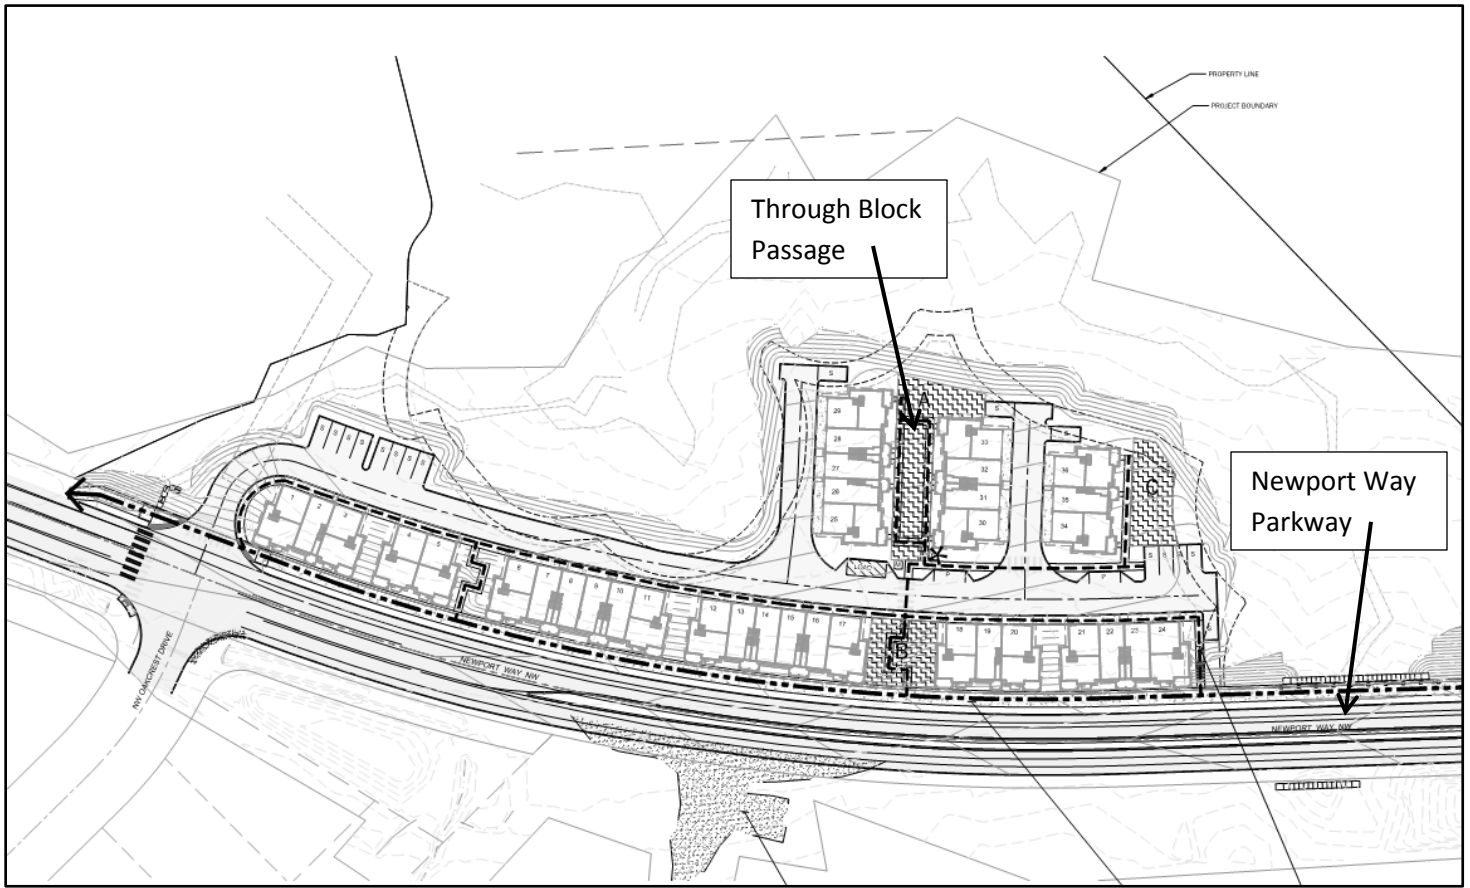 PROPERTY LINE
PROJECT BOUNDARY
Through Block
Passage
Newport Way
Parkway
S
A
S
29
28
27
26
25
33
32
31
30
S
36
35
34
C
S S S S
S S S S
1 2 3 4 5
6 7 8 9 10 11
12 13 14 15 16 17
B
18 19 20
21 22 23 24
P
P
S S S
NW OAKCREST DRIVE
NEWPORT WAY NW
NEWPORT WAY NW